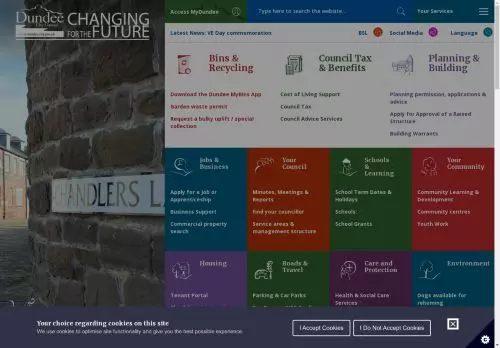 Dundee
City Council
CHANGING
FOR THE FUTURE
CHANDLERS LA
Access MyDundee
Type here to search the website...
Your Services
Latest News: VE Day commemoration
BSL
Social Media
Language
Bins & Recycling
Download the Dundee MyBins App
Garden waste permit
Request a bulky uplift / special
collection
Council Tax
& Benefits
Cost of Living Support
Council Tax
Council Advice Services
Planning &
Building
Planning permission, applications &
advice
Apply for Approval of a Raised
Structure
Building Warrants
Jobs &
Business
Apply for a Job or
Apprenticeship
Business Support
Commercial property
search
Your
Council
Minutes, Meetings &
Reports
Find your councillor
Service areas &
management structure
Schools
&
Learning
School Term Dates &
Holidays
Schools
School Grants
Your
Community
Community Learning &
Development
Community centres
Youth Work
Housing
Tenant Portal
Roads &
Travel
Parking & Car Parks
Care and
Protection
Health & Social Care
Services
Environment
Dogs available for
rehoming
Your choice regarding cookies on this site
We use cookies to optimise site functionality and give you the best possible experience.
I Accept Cookies
I Do Not Accept Cookies